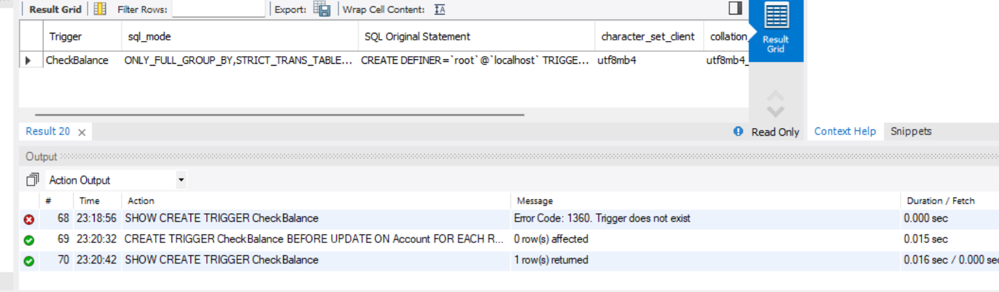 Result Grid Filter Rows: Export: Wrap Cell Content: IA
Trigger sql_mode SQL Original Statement character_set_client collation_
CheckBalance ONLY_FULL_GROUP_BY,STRICT_TRANS_TABLE... CREATE DEFINER=`root`@`localhost` TRIGGE... utf8mb4 utf8mb4_
Result
Grid
Result 20 Read Only Context Help Snippets
Output
Action Output
# Time Action Message Duration / Fetch
68 23:18:56 SHOW CREATE TRIGGER CheckBalance Error Code: 1360. Trigger does not exist 0.000 sec
69 23:20:32 CREATE TRIGGER CheckBalance BEFORE UPDATE ON Account FOR EACH R... 0 row(s) affected 0.015 sec
70 23:20:42 SHOW CREATE TRIGGER CheckBalance 1 row(s) returned 0.016 sec / 0.000 sec